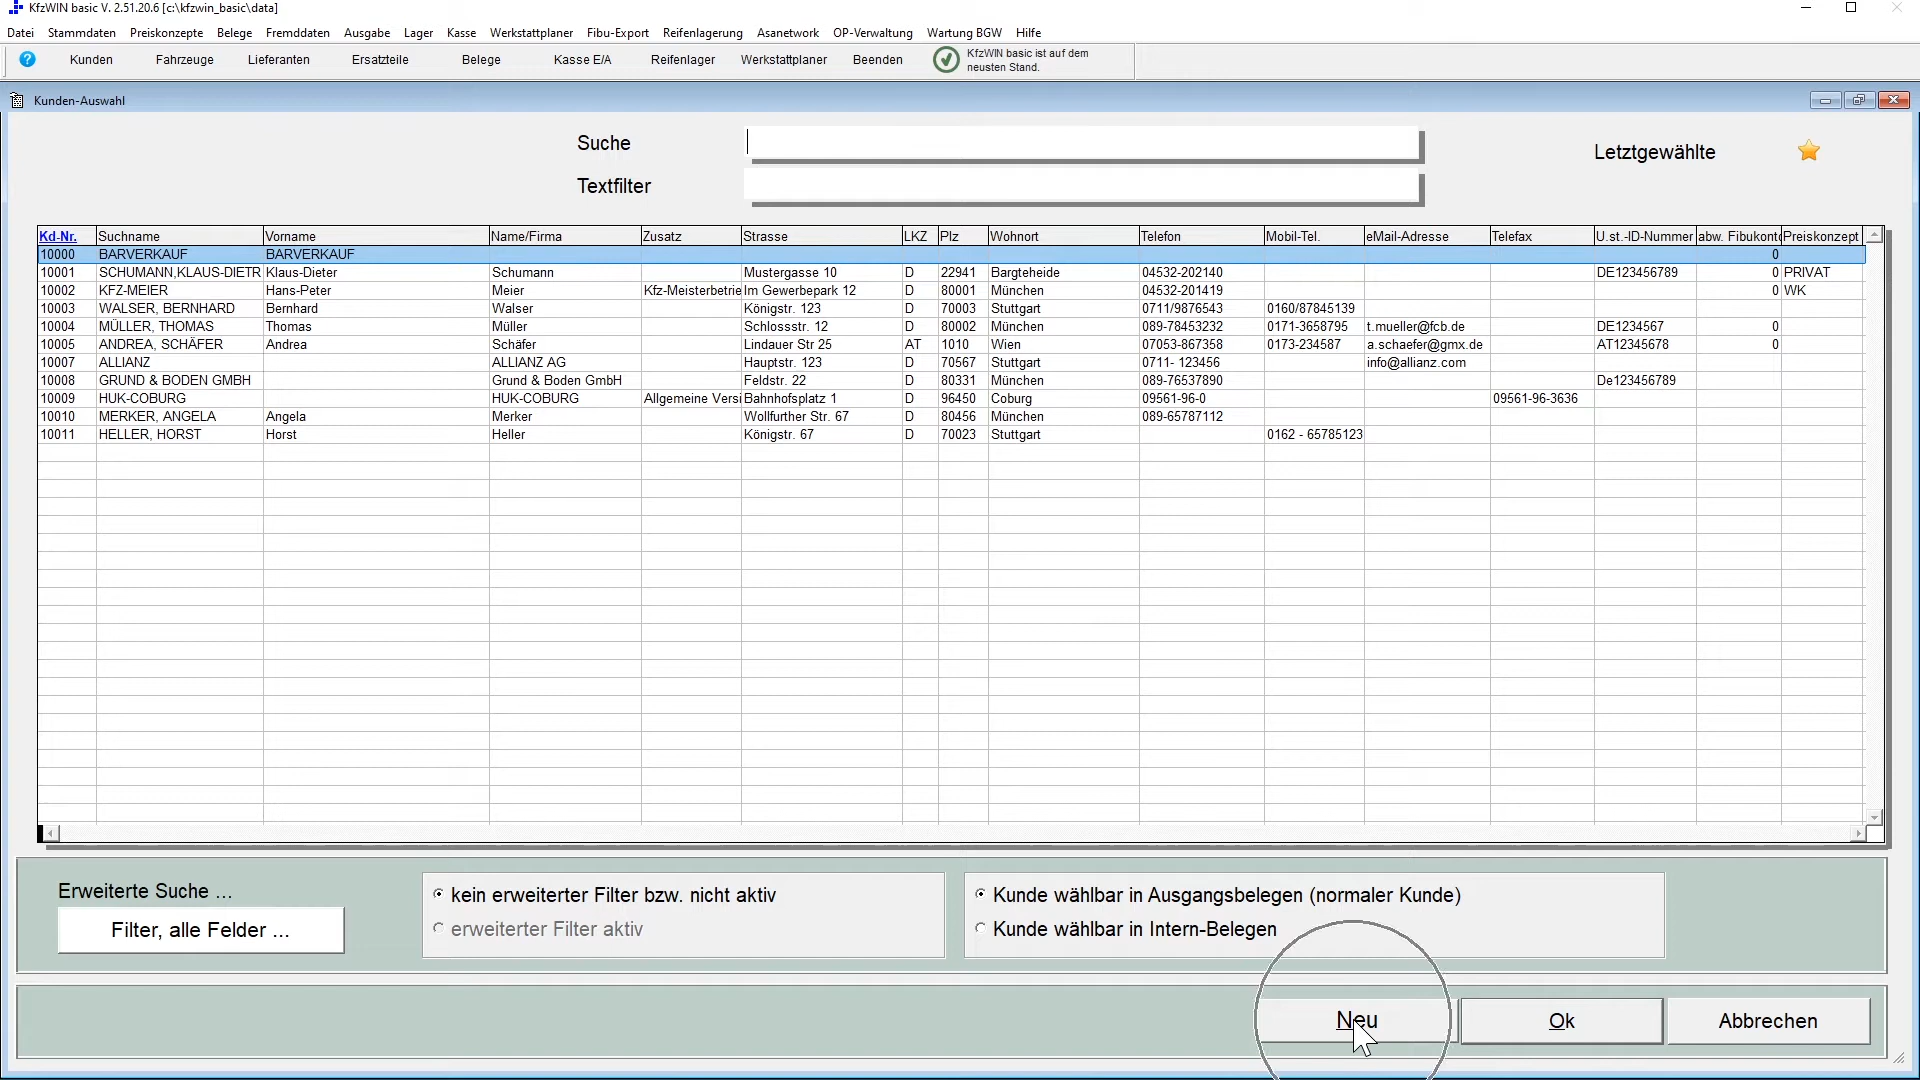 KfzWIN basic V. 2.51.20.6 [c:\kfzwin_basic\data]
Datei Stammdaten Preiskonzepte Belege Fremddaten Ausgabe Lager Kasse Werkstattplaner Fibu-Export Reifenlagerung Asanetwork OP-Verwaltung Wartung BGW Hilfe
? Kunden Fahrzeuge Lieferanten Ersatzteile Belege Kasse E/A Reifenlager Werkstattplaner Beenden KfzWIN basic ist auf dem
neusten Stand.
Kunden-Auswahl
Suche
Letztgewählte
Textfilter
Kd-Nr. Suchname Vorname Name/Firma Zusatz Strasse LKZ Plz Wohnort Telefon Mobil-Tel. eMail-Adresse Telefax U.st.-ID-Nummer abw. Fibukonto Preiskonzept
10000 BARVERKAUF BARVERKAUF 0
10001 SCHUMANN,KLAUS-DIETR Klaus-Dieter Schumann Mustergasse 10 D 22941 Bargteheide 04532-202140 DE123456789 0 PRIVAT
10002 KFZ-MEIER Hans-Peter Meier Kfz-Meisterbetrie Im Gewerbepark 12 D 80001 München 04532-201419 0 WK
10003 WALSER, BERNHARD Bernhard Walser Königstr. 123 D 70003 Stuttgart 0711/9876543 0160/87845139
10004 MÜLLER, THOMAS Thomas Müller Schlossstr. 12 D 80002 München 089-78453232 0171-3658795 t.mueller@fcb.de DE1234567 0
10005 ANDREA, SCHÄFER Andrea Schäfer Lindauer Str 25 AT 1010 Wien 07053-867358 0173-234587 a.schaefer@gmx.de AT12345678 0
10007 ALLIANZ ALLIANZ AG Hauptstr. 123 D 70567 Stuttgart 0711- 123456 info@allianz.com
10008 GRUND & BODEN GMBH Grund & Boden GmbH Feldstr. 22 D 80331 München 089-76537890 De123456789
10009 HUK-COBURG HUK-COBURG Allgemeine Versi Bahnhofsplatz 1 D 96450 Coburg 09561-96-0 09561-96-3636
10010 MERKER, ANGELA Angela Merker Wollfurther Str. 67 D 80456 München 089-65787112
10011 HELLER, HORST Horst Heller Königstr. 67 D 70023 Stuttgart 0162 - 65785123
Erweiterte Suche ...
Filter, alle Felder ...
kein erweiterter Filter bzw. nicht aktiv
erweiterter Filter aktiv
Kunde wählbar in Ausgangsbelegen (normaler Kunde)
Kunde wählbar in Intern-Belegen
Neu Ok Abbrechen